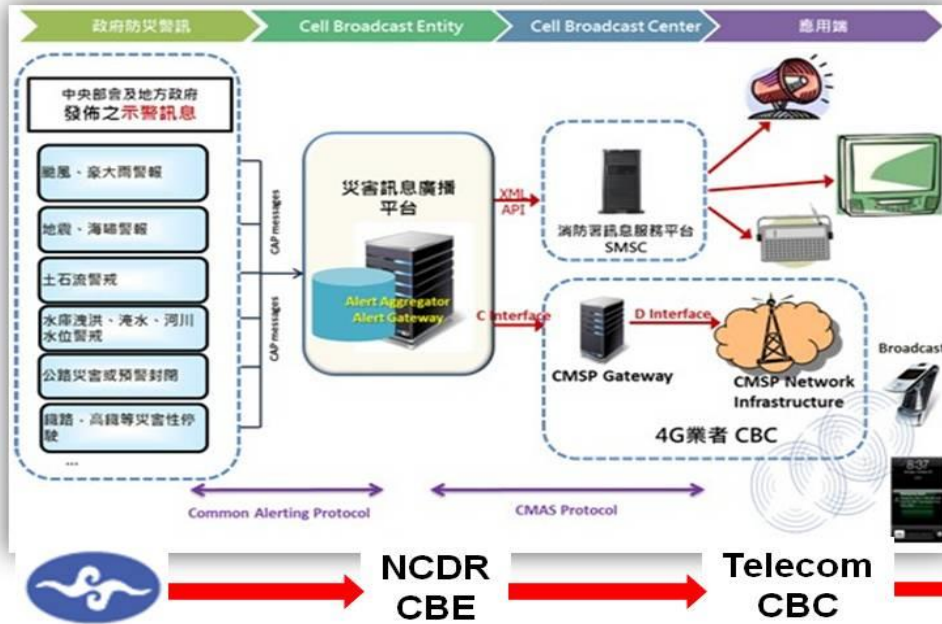 政府防災警訊
Cell Broadcast Entity
Cell Broadcast Center
應用端
中央部會及地方政府
發佈之示警訊息
颱風、豪大雨警報
地震、海嘯警報
土石流警戒
水庫洩洪、淹水、河川
水位警戒
公路災害或預警封閉
鐵路、高鐵等災害性停
駛
...
CAP messages
CAP messages
災害訊息廣播
平台
Alert Aggregator
Alert Gateway
XML
API
消防署訊息服務平台
SMSC
C Interface
D Interface
CMSP Gateway
CMSP Network
Infrastructure
4G業者 CBC
Broadcast
8:37
Common Alerting Protocol
CMAS Protocol
NCDR
CBE
Telecom
CBC